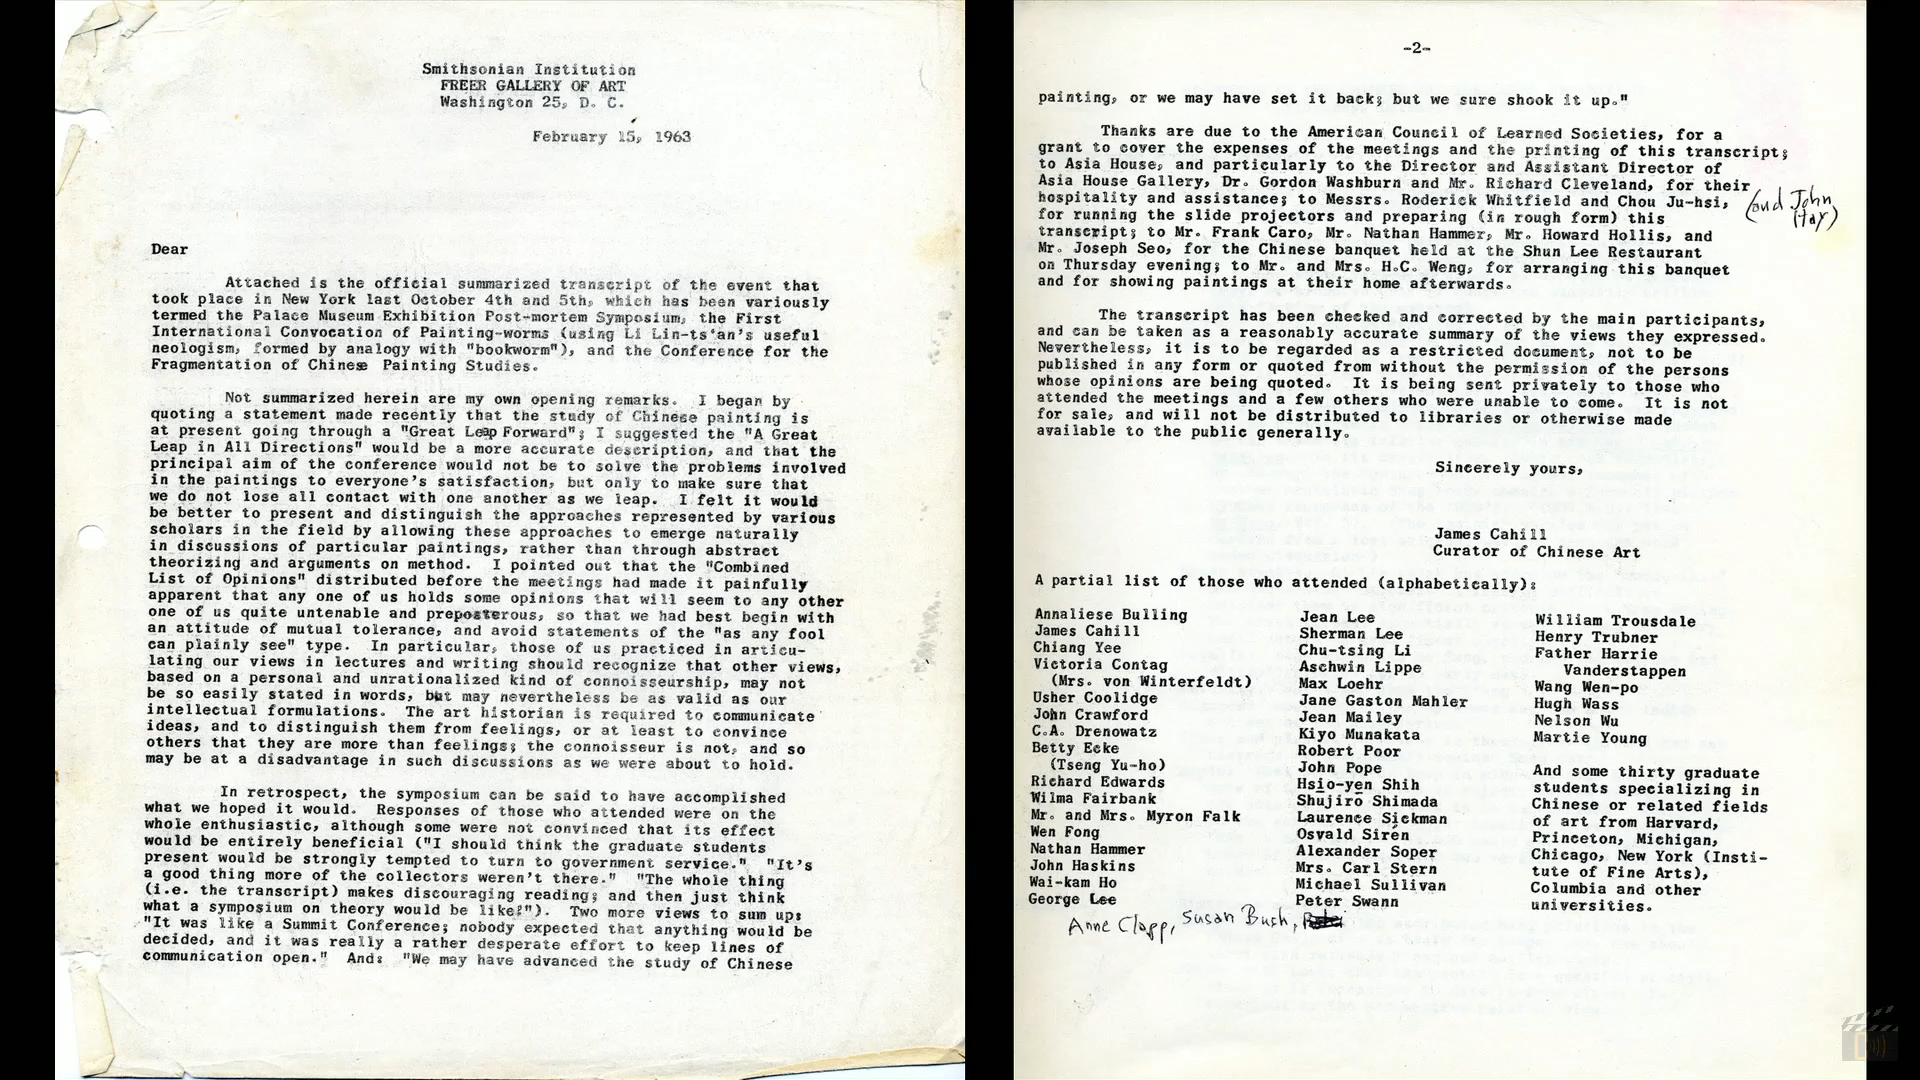 Smithsonian Institution
FREER GALLERY OF ART
Washington 25, D. C.
February 15, 1963
Dear
Attached is the official summarized transcript of the event that
took place in New York last October 4th and 5th, which has been variously
termed the Palace Museum Exhibition Post-mortem Symposium, the First
International Convocation of Painting-worms (using Li Lin-ts'an's useful
neologism, formed by analogy with "bookworm"), and the Conference for the
Fragmentation of Chinese Painting Studies.
Not summarized herein are my own opening remarks. I began by
quoting a statement made recently that the study of Chinese painting is
at present going through a "Great Leap Forward"; I suggested the "A Great
Leap in All Directions" would be a more accurate description, and that the
principal aim of the conference would not be to solve the problems involved
in the paintings to everyone's satisfaction, but only to make sure that
we do not lose all contact with one another as we leap. I felt it would
be better to present and distinguish the approaches represented by various
scholars in the field by allowing these approaches to emerge naturally
in discussions of particular paintings, rather than through abstract
theorizing and arguments on method. I pointed out that the "Combined
List of Opinions" distributed before the meetings had made it painfully
apparent that any one of us holds some opinions that will seem to any other
one of us quite untenable and preposterous, so that we had best begin with
an attitude of mutual tolerance, and avoid statements of the "as any fool
can plainly see" type. In particular, those of us practiced in articu-
lating our views in lectures and writing should recognize that other views,
based on a personal and unrationalized kind of connoisseurship, may not
be so easily stated in words, but may nevertheless be as valid as our
intellectual formulations. The art historian is required to communicate
ideas, and to distinguish them from feelings, or at least to convince
others that they are more than feelings; the connoisseur is not, and so
may be at a disadvantage in such discussions as we were about to hold.
In retrospect, the symposium can be said to have accomplished
what we hoped it would. Responses of those who attended were on the
whole enthusiastic, although some were not convinced that its effect
would be entirely beneficial ("I should think the graduate students
present would be strongly tempted to turn to government service." "It's
a good thing more of the collectors weren't there." "The whole thing
(i.e. the transcript) makes discouraging reading; and then just think
what a symposium on theory would be like!"). Two more views to sum up:
"It was like a Summit Conference; nobody expected that anything would be
decided, and it was really a rather desperate effort to keep lines of
communication open." And: "We may have advanced the study of Chinese
-2-
painting, or we may have set it back; but we sure shook it up."
Thanks are due to the American Council of Learned Societies, for a
grant to cover the expenses of the meetings and the printing of this transcript;
to Asia House, and particularly to the Director and Assistant Director of
Asia House Gallery, Dr. Gordon Washburn and Mr. Richard Cleveland, for their
hospitality and assistance; to Messrs. Roderick Whitfield and Chou Ju-hsi,
(and John
Hay)
for running the slide projectors and preparing (in rough form) this
transcript; to Mr. Frank Caro, Mr. Nathan Hammer, Mr. Howard Hollis, and
Mr. Joseph Seo, for the Chinese banquet held at the Shun Lee Restaurant
on Thursday evening; to Mr. and Mrs. H.C. Weng, for arranging this banquet
and for showing paintings at their home afterwards.
The transcript has been checked and corrected by the main participants,
and can be taken as a reasonably accurate summary of the views they expressed.
Nevertheless, it is to be regarded as a restricted document, not to be
published in any form or quoted from without the permission of the persons
whose opinions are being quoted. It is being sent privately to those who
attended the meetings and a few others who were unable to come. It is not
for sale, and will not be distributed to libraries or otherwise made
available to the public generally.
Sincerely yours,
James Cahill
Curator of Chinese Art
A partial list of those who attended (alphabetically):
Annaliese Bulling
James Cahill
Chiang Yee
Victoria Contag
(Mrs. von Winterfeldt)
Usher Coolidge
John Crawford
C.A. Drenowatz
Betty Ecke
(Tseng Yu-ho)
Richard Edwards
Wilma Fairbank
Mr. and Mrs. Myron Falk
Wen Fong
Nathan Hammer
John Haskins
Wai-kam Ho
George Lee
Jean Lee
Sherman Lee
Chu-tsing Li
Aschwin Lippe
Max Loehr
Jane Gaston Mahler
Jean Mailey
Kiyo Munakata
Robert Poor
John Pope
Hsio-yen Shih
Shujirō Shimada
Laurence Sickman
Osvald Sirén
Alexander Soper
Mrs. Carl Stern
Michael Sullivan
Peter Swann
William Trousdale
Henry Trubner
Father Harrie
Vanderstappen
Wang Wen-po
Hugh Wass
Nelson Wu
Martie Young
And some thirty graduate
students specializing in
Chinese or related fields
of art from Harvard,
Princeton, Michigan,
Chicago, New York (Insti-
tute of Fine Arts),
Columbia and other
universities.
Anne Clapp, Susan Bush,